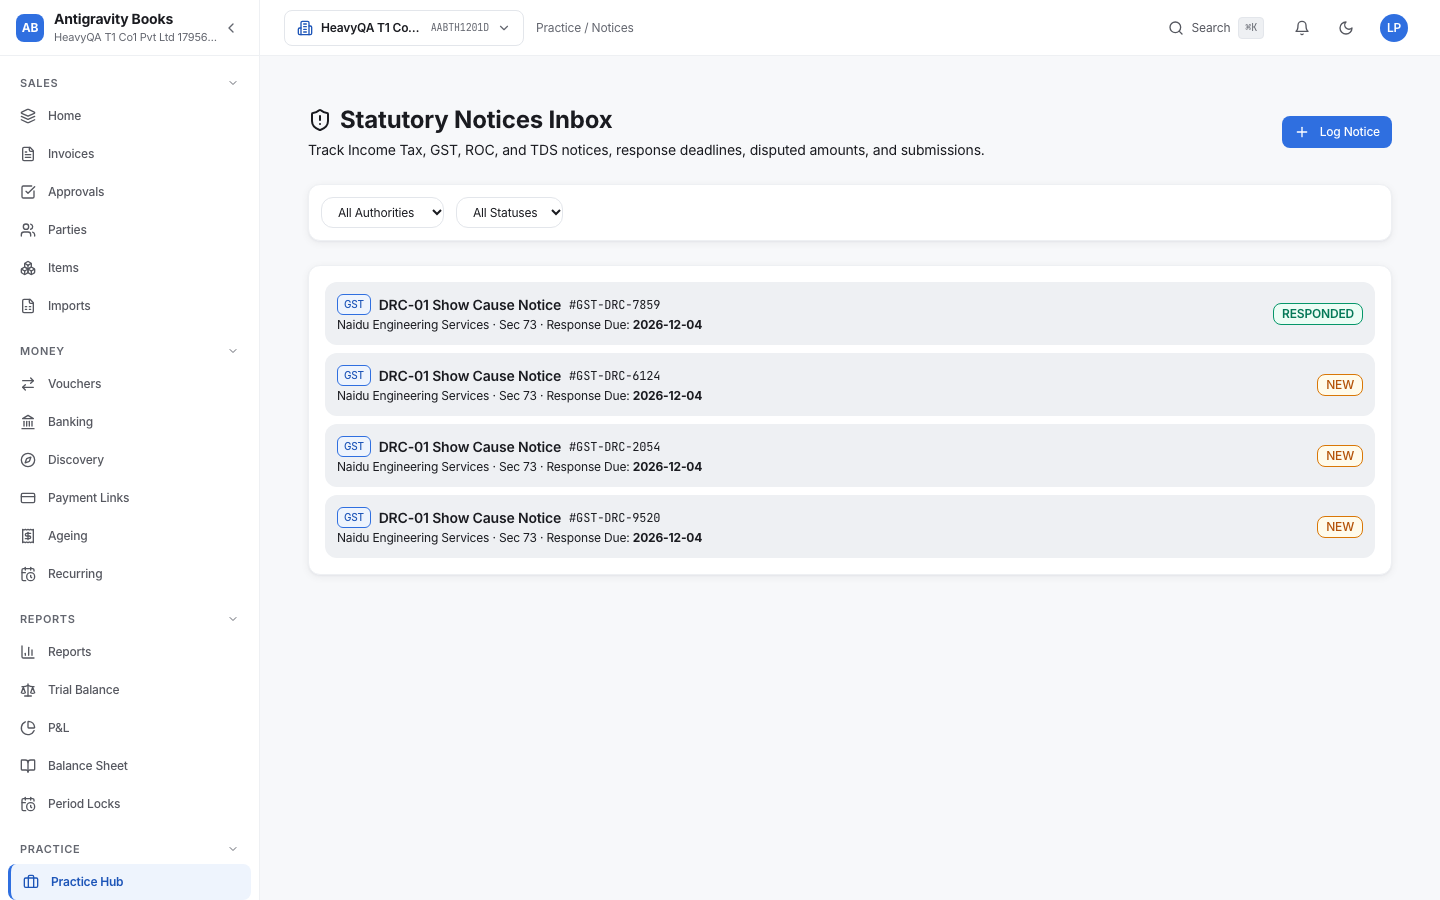 AB
Antigravity Books
HeavyQA T1 Co1 Pvt Ltd 17956...
HeavyQA T1 Co... AABTH1201D
Practice / Notices
Search ⌘K
LP
SALES
Home
Invoices
Approvals
Parties
Items
Imports
MONEY
Vouchers
Banking
Discovery
Payment Links
Ageing
Recurring
REPORTS
Reports
Trial Balance
P&L
Balance Sheet
Period Locks
PRACTICE
Practice Hub
Statutory Notices Inbox
Track Income Tax, GST, ROC, and TDS notices, response deadlines, disputed amounts, and submissions.
Log Notice
All Authorities
All Statuses
GST DRC-01 Show Cause Notice #GST-DRC-7859
Naidu Engineering Services · Sec 73 · Response Due: 2026-12-04
RESPONDED
GST DRC-01 Show Cause Notice #GST-DRC-6124
Naidu Engineering Services · Sec 73 · Response Due: 2026-12-04
NEW
GST DRC-01 Show Cause Notice #GST-DRC-2054
Naidu Engineering Services · Sec 73 · Response Due: 2026-12-04
NEW
GST DRC-01 Show Cause Notice #GST-DRC-9520
Naidu Engineering Services · Sec 73 · Response Due: 2026-12-04
NEW